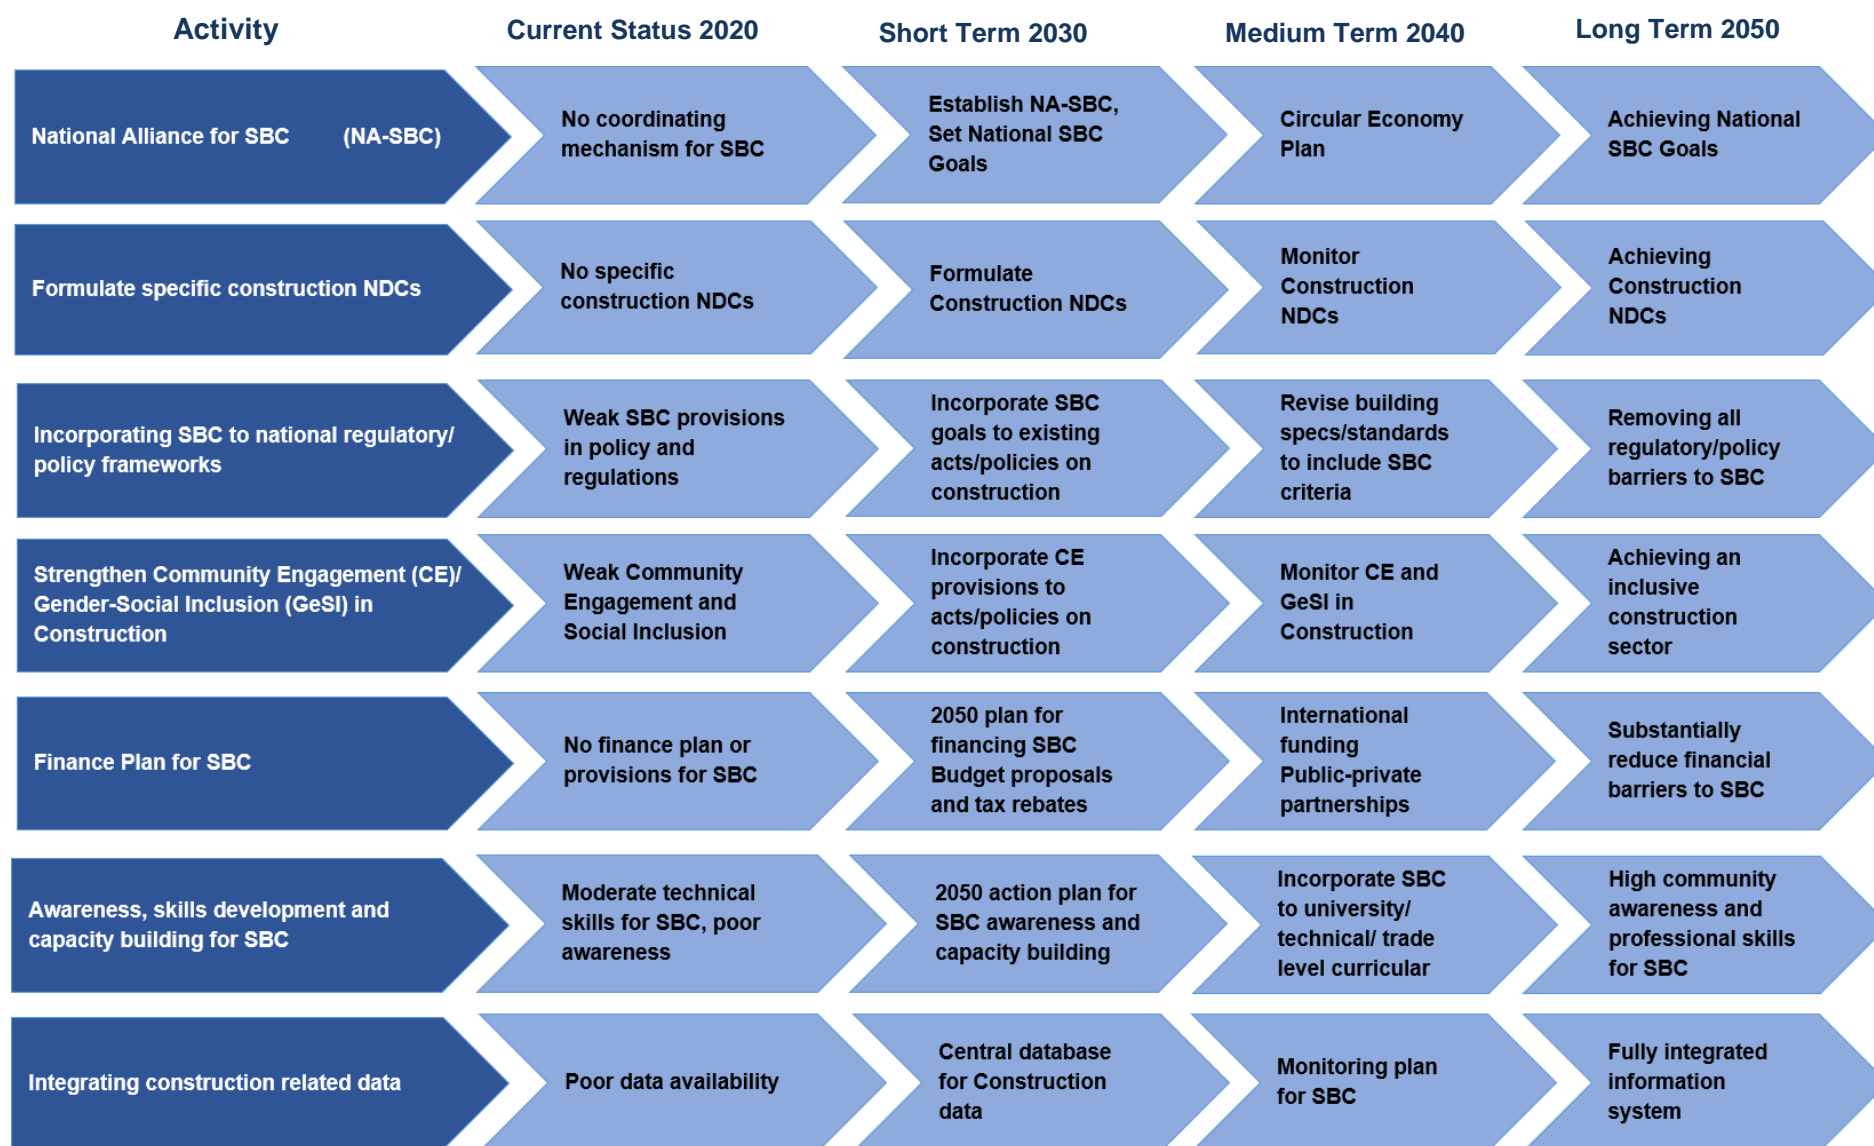 Activity
Current Status 2020
Short Term 2030
Medium Term 2040
Long Term 2050
National Alliance for SBC (NA-SBC)
No coordinating
mechanism for SBC
Establish NA-SBC,
Set National SBC
Goals
Circular Economy
Plan
Achieving National
SBC Goals
Formulate specific construction NDCs
No specific
construction NDCs
Formulate
Construction NDCs
Monitor
Construction
NDCs
Achieving
Construction
NDCs
Incorporating SBC to national regulatory/
policy frameworks
Weak SBC provisions
in policy and
regulations
Incorporate SBC
goals to existing
acts/policies on
construction
Revise building
specs/standards
to include SBC
criteria
Removing all
regulatory/policy
barriers to SBC
Strengthen Community Engagement (CE)/
Gender-Social Inclusion (GeSI) in
Construction
Weak Community
Engagement and
Social Inclusion
Incorporate CE
provisions to
acts/policies on
construction
Monitor CE and
GeSI in
Construction
Achieving an
inclusive
construction
sector
Finance Plan for SBC
No finance plan or
provisions for SBC
2050 plan for
financing SBC
Budget proposals
and tax rebates
International
funding
Public-private
partnerships
Substantially
reduce financial
barriers to SBC
Awareness, skills development and
capacity building for SBC
Moderate technical
skills for SBC, poor
awareness
2050 action plan for
SBC awareness and
capacity building
Incorporate SBC
to university/
technical/ trade
level curricular
High community
awareness and
professional skills
for SBC
Integrating construction related data
Poor data availability
Central database
for Construction
data
Monitoring plan
for SBC
Fully integrated
information
system